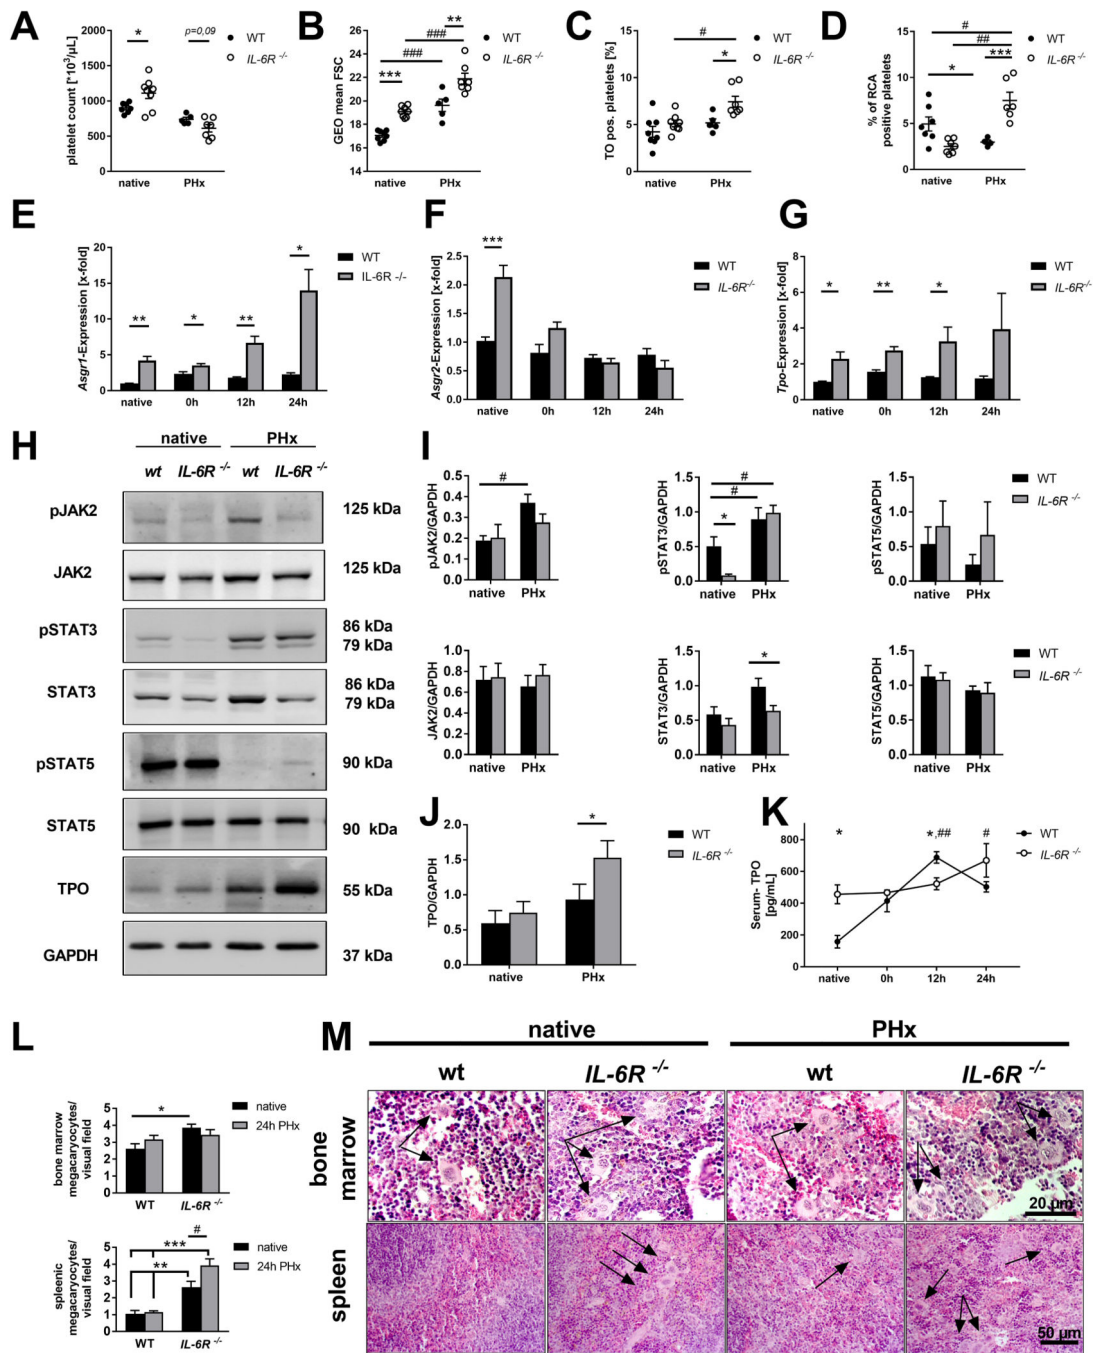 A
platelet count [*10³/µL]
2000
1500
1000
500
0
*
p=0,09
native
PHx
WT
IL-6R -/-
B
GEO mean FSC
26
24
22
20
18
16
14
12
***
###
###
**
native
PHx
WT
IL-6R -/-
C
TO pos. platelets [%]
15
10
5
0
#
*
native
PHx
WT
IL-6R -/-
D
% of RCA
positive platelets
15
10
5
0
#
##
*
***
native
PHx
WT
IL-6R -/-
E
Asgr1-Expression [x-fold]
20
15
10
5
0
**
*
**
*
native
0h
12h
24h
WT
IL-6R -/-
F
Asgr2-Expression [x-fold]
2.5
2.0
1.5
1.0
0.5
0.0
***
native
0h
12h
24h
WT
IL-6R-/-
G
Tpo-Expression [x-fold]
8
6
4
2
0
*
**
*
native
0h
12h
24h
WT
IL-6R-/-
H
native
PHx
wt
IL-6R -/-
wt
IL-6R -/-
pJAK2
125 kDa
JAK2
125 kDa
pSTAT3
86 kDa
79 kDa
STAT3
86 kDa
79 kDa
pSTAT5
90 kDa
STAT5
90 kDa
TPO
55 kDa
GAPDH
37 kDa
I
pJAK2/GAPDH
0.5
0.4
0.3
0.2
0.1
0.0
#
native
PHx
pSTAT3/GAPDH
1.5
1.0
0.5
0.0
#
#
*
native
PHx
pSTAT5/GAPDH
1.5
1.0
0.5
0.0
native
PHx
WT
IL-6R-/-
JAK2/GAPDH
1.0
0.8
0.6
0.4
0.2
0.0
native
PHx
STAT3/GAPDH
1.5
1.0
0.5
0.0
*
native
PHx
STAT5/GAPDH
1.5
1.0
0.5
0.0
native
PHx
WT
IL-6R-/-
J
TPO/GAPDH
2.0
1.5
1.0
0.5
0.0
*
native
PHx
WT
IL-6R-/-
K
Serum- TPO
[pg/mL]
800
600
400
200
0
*
*,##
#
native
0h
12h
24h
WT
IL-6R -/-
L
bone marrow
megacaryocytes/
visual field
5
4
3
2
1
0
*
WT
IL-6R-/-
native
24h PHx
spleenic
megacaryocytes/
visual field
5
4
3
2
1
0
***
**
#
WT
IL-6R-/-
native
24h PHx
M
native
PHx
wt
IL-6R -/-
wt
IL-6R -/-
bone
marrow
20 µm
spleen
50 µm